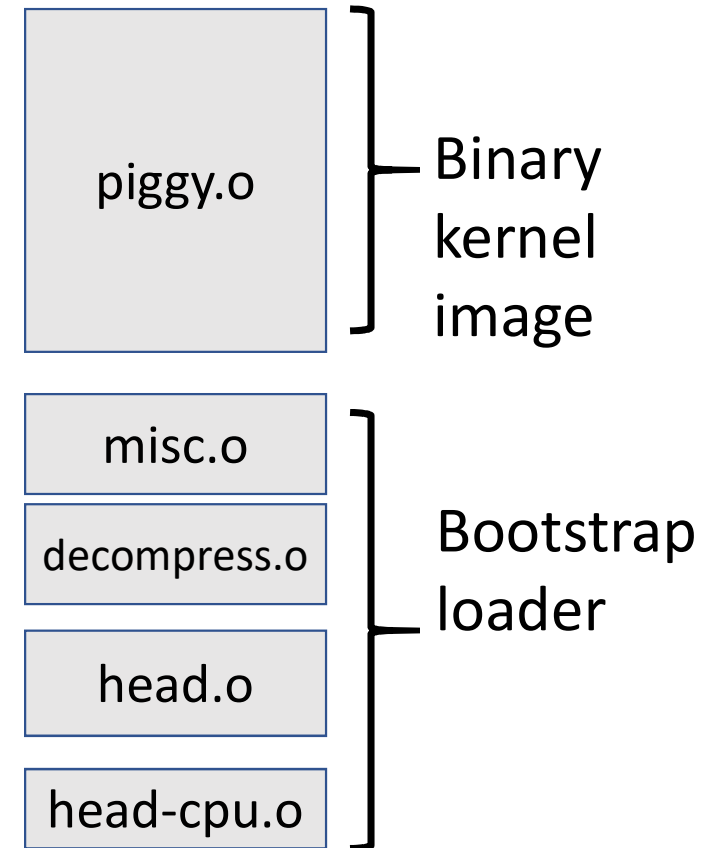 piggy.o
Binary
kernel
image
misc.o
decompress.o
head.o
head-cpu.o
Bootstrap
loader